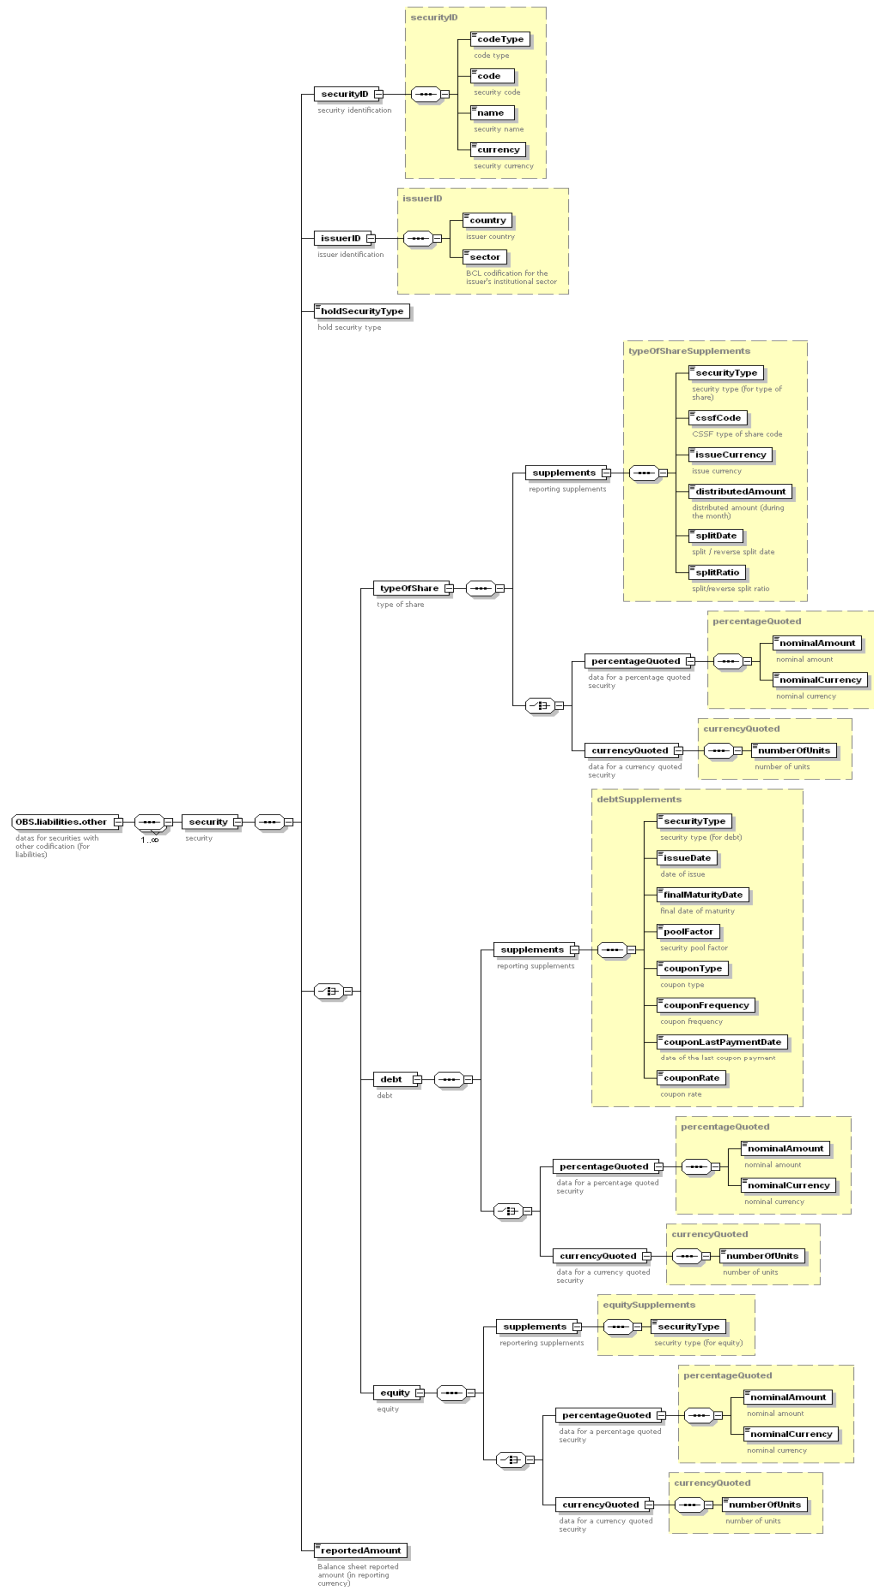 securityID
codeType
code type
code
security code
name
security name
currency
security currency
securityID
security identification
issuerID
country
issuer country
sector
BCL codification for the
issuer's institutional sector
issuerID
issuer identification
holdSecurityType
hold security type
typeOfShareSupplements
securityType
security type (for type of
share)
cssfCode
CSSF type of share code
issueCurrency
issue currency
distributedAmount
distributed amount (during
the month)
splitDate
split / reverse split date
splitRatio
split/reverse split ratio
supplements
reporting supplements
typeOfShare
type of share
percentageQuoted
nominalAmount
nominal amount
nominalCurrency
nominal currency
percentageQuoted
data for a percentage quoted
security
currencyQuoted
numberOfUnits
number of units
currencyQuoted
data for a currency quoted
security
OBS.liabilities.other
datas for securities with
other codification (for
liabilities)
1..∞
security
security
debtSupplements
securityType
security type (for debt)
issueDate
date of issue
finalMaturityDate
final date of maturity
poolFactor
security pool factor
couponType
coupon type
couponFrequency
coupon frequency
couponLastPaymentDate
date of the last coupon payment
couponRate
coupon rate
supplements
reporting supplements
debt
debt
percentageQuoted
nominalAmount
nominal amount
nominalCurrency
nominal currency
percentageQuoted
data for a percentage quoted
security
currencyQuoted
numberOfUnits
number of units
currencyQuoted
data for a currency quoted
security
equitySupplements
securityType
security type (for equity)
supplements
reportering supplements
equity
equity
percentageQuoted
nominalAmount
nominal amount
nominalCurrency
nominal currency
percentageQuoted
data for a percentage quoted
security
currencyQuoted
numberOfUnits
number of units
currencyQuoted
data for a currency quoted
security
reportedAmount
Balance sheet reported
amount (in reporting
currency)